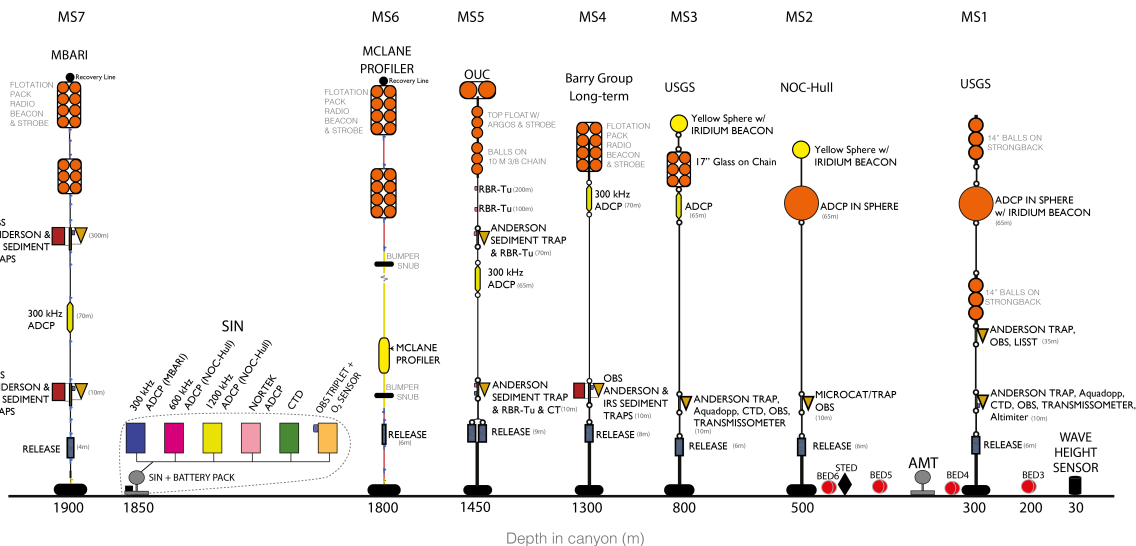 MS7
MS6
MS5
MS4
MS3
MS2
MS1
MBARI
Recovery Line
FLOTATION
PACK
RADIO
BEACON
& STROBE
BS
NDERSON &
SEDIMENT
APS
(300m)
300 kHz
ADCP
(70m)
S
DERSON &
SEDIMENT
APS
(10m)
RELEASE
(4m)
SIN
300 kHz
ADCP (MBARI)
600 kHz
ADCP (NOC-Hull)
1200 kHz
ADCP (NOC-Hull)
NORTEK
ADCP
CTD
OBS TRIPLET +
O₂ SENSOR
SIN + BATTERY PACK
MCLANE
PROFILER
Recovery Line
FLOTATION
PACK
RADIO
BEACON
& STROBE
BUMPER
SNUB
MCLANE
PROFILER
BUMPER
SNUB
RELEASE
(6m)
OUC
TOP FLOAT W/
ARGOS & STROBE
BALLS ON
10 M 3/8 CHAIN
RBR-Tu (200m)
RBR-Tu (100m)
ANDERSON
SEDIMENT TRAP
& RBR-Tu (70m)
300 kHz
ADCP (65m)
ANDERSON
SEDIMENT TRAP
& RBR-Tu & CT (10m)
RELEASE (9m)
Barry Group
Long-term
FLOTATION
PACK
RADIO
BEACON
& STROBE
300 kHz
ADCP (70m)
OBS
ANDERSON &
IRS SEDIMENT
TRAPS (10m)
RELEASE (8m)
USGS
Yellow Sphere w/
IRIDIUM BEACON
17" Glass on Chain
ADCP
(65m)
ANDERSON TRAP,
Aquadopp, CTD, OBS,
TRANSMISSOMETER
(10m)
RELEASE (6m)
NOC-Hull
Yellow Sphere w/
IRIDIUM BEACON
ADCP IN SPHERE
(65m)
MICROCAT/TRAP
OBS
(10m)
RELEASE (8m)
BED6
STED
BED5
AMT
BED4
USGS
14" BALLS ON
STRONGBACK
ADCP IN SPHERE
w/ IRIDIUM BEACON
(65m)
14" BALLS ON
STRONGBACK
ANDERSON TRAP,
OBS, LISST (35m)
ANDERSON TRAP, Aquadopp,
CTD, OBS, TRANSMISSOMETER,
Altimiter (10m)
RELEASE (6m)
BED3
WAVE
HEIGHT
SENSOR
1900
1850
1800
1450
1300
800
500
300
200
30
Depth in canyon (m)